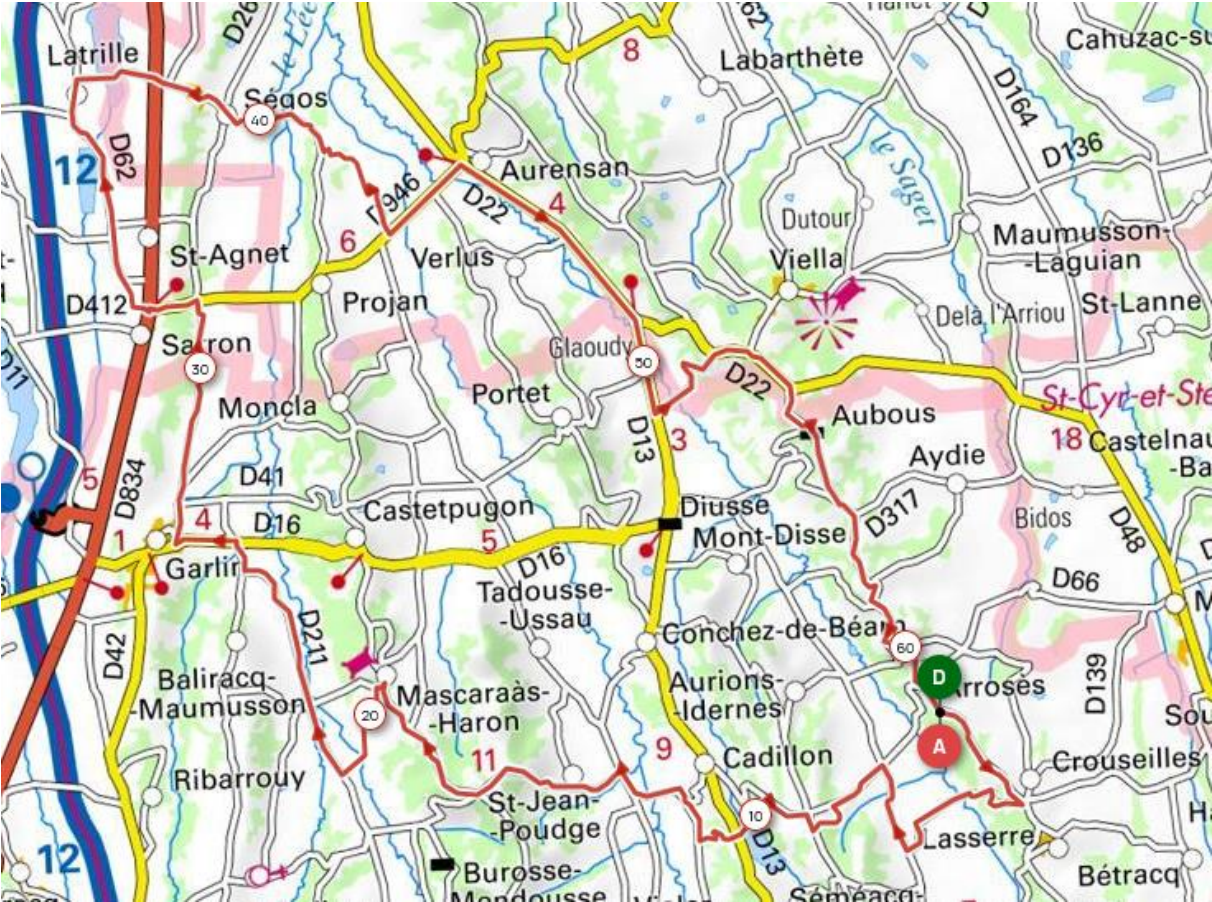 D26
le Lée
62
8
Latrille
Labarthète
Cahuzac-su
D164
Ségos
40
D62
12
Aurensan
D136
le Saget
D946
D22
4
Dutour
Maumusson-
-Laguian
6
St-Agnet
Verlus
Viella
D412
Projan
Delà l'Arriou
St-Lanne
Sarron
Glaoudy
50
30
D11
D22
Portet
St-Cyr-et-Ste
Moncla
Aubous
D13
3
18
Castelnau
-Ba
5
D834
D41
Aydie
Castetpugon
Diusse
D317
Bidos
D48
1
4
D16
5
Mont-Disse
D16
Garlin
Tadousse-
-Ussau
D66
D42
D211
Conchez-de-Béarn
60
Baliracq-
-Maumusson
Mascaraàs-
-Haron
Aurions-
-Idernes
D
Arrosès
D139
Sou
20
A
9
Cadillon
Crouseilles
Ribarrouy
11
St-Jean-
-Poudge
10
D13
Lasserre
12
Burosse-
Mendousse
Bétracq
Séméacq-